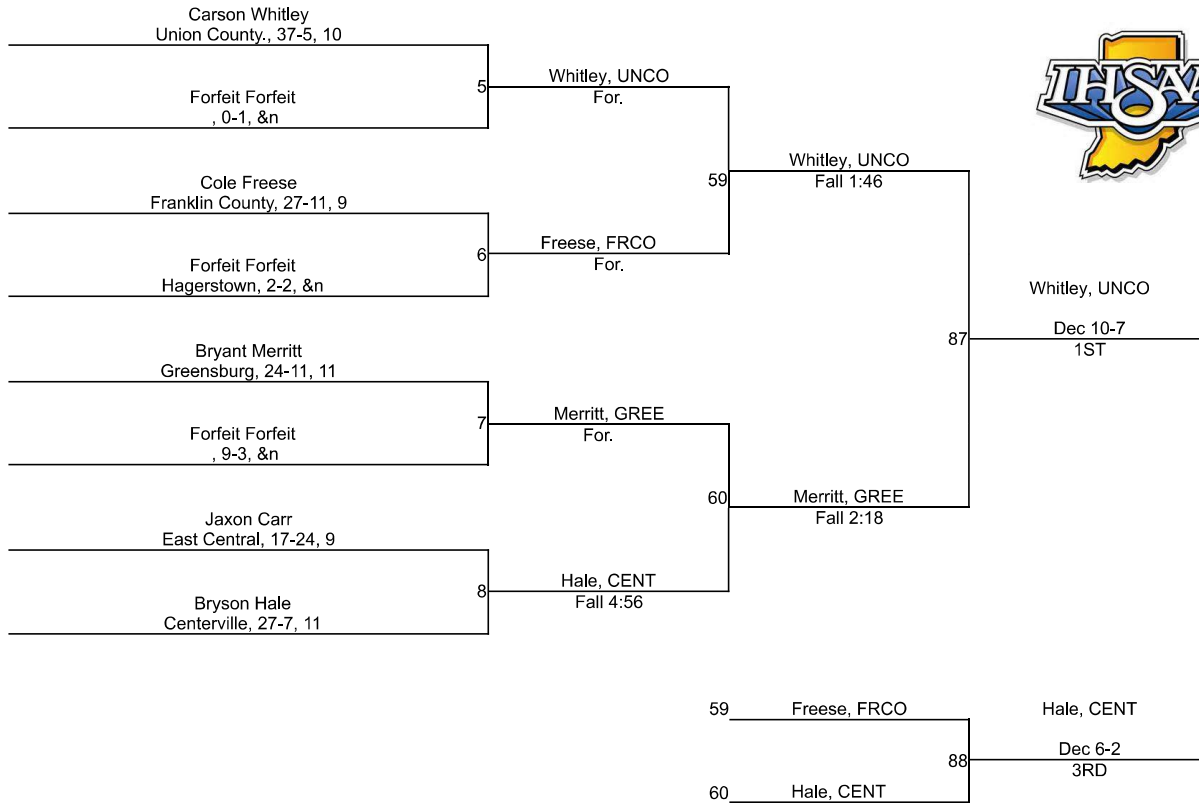 Carson Whitley
Union County., 37-5, 10
5
Whitley, UNCO
For.
Forfeit Forfeit
, 0-1, &n
IHSAA
59
Whitley, UNCO
Fall 1:46
Cole Freese
Franklin County, 27-11, 9
6
Freese, FRCO
For.
Forfeit Forfeit
Hagerstown, 2-2, &n
87
Whitley, UNCO
Dec 10-7
1ST
Bryant Merritt
Greensburg, 24-11, 11
7
Merritt, GREE
For.
Forfeit Forfeit
, 9-3, &n
60
Merritt, GREE
Fall 2:18
Jaxon Carr
East Central, 17-24, 9
8
Hale, CENT
Fall 4:56
Bryson Hale
Centerville, 27-7, 11
59
Freese, FRCO
88
Hale, CENT
Dec 6-2
3RD
60
Hale, CENT